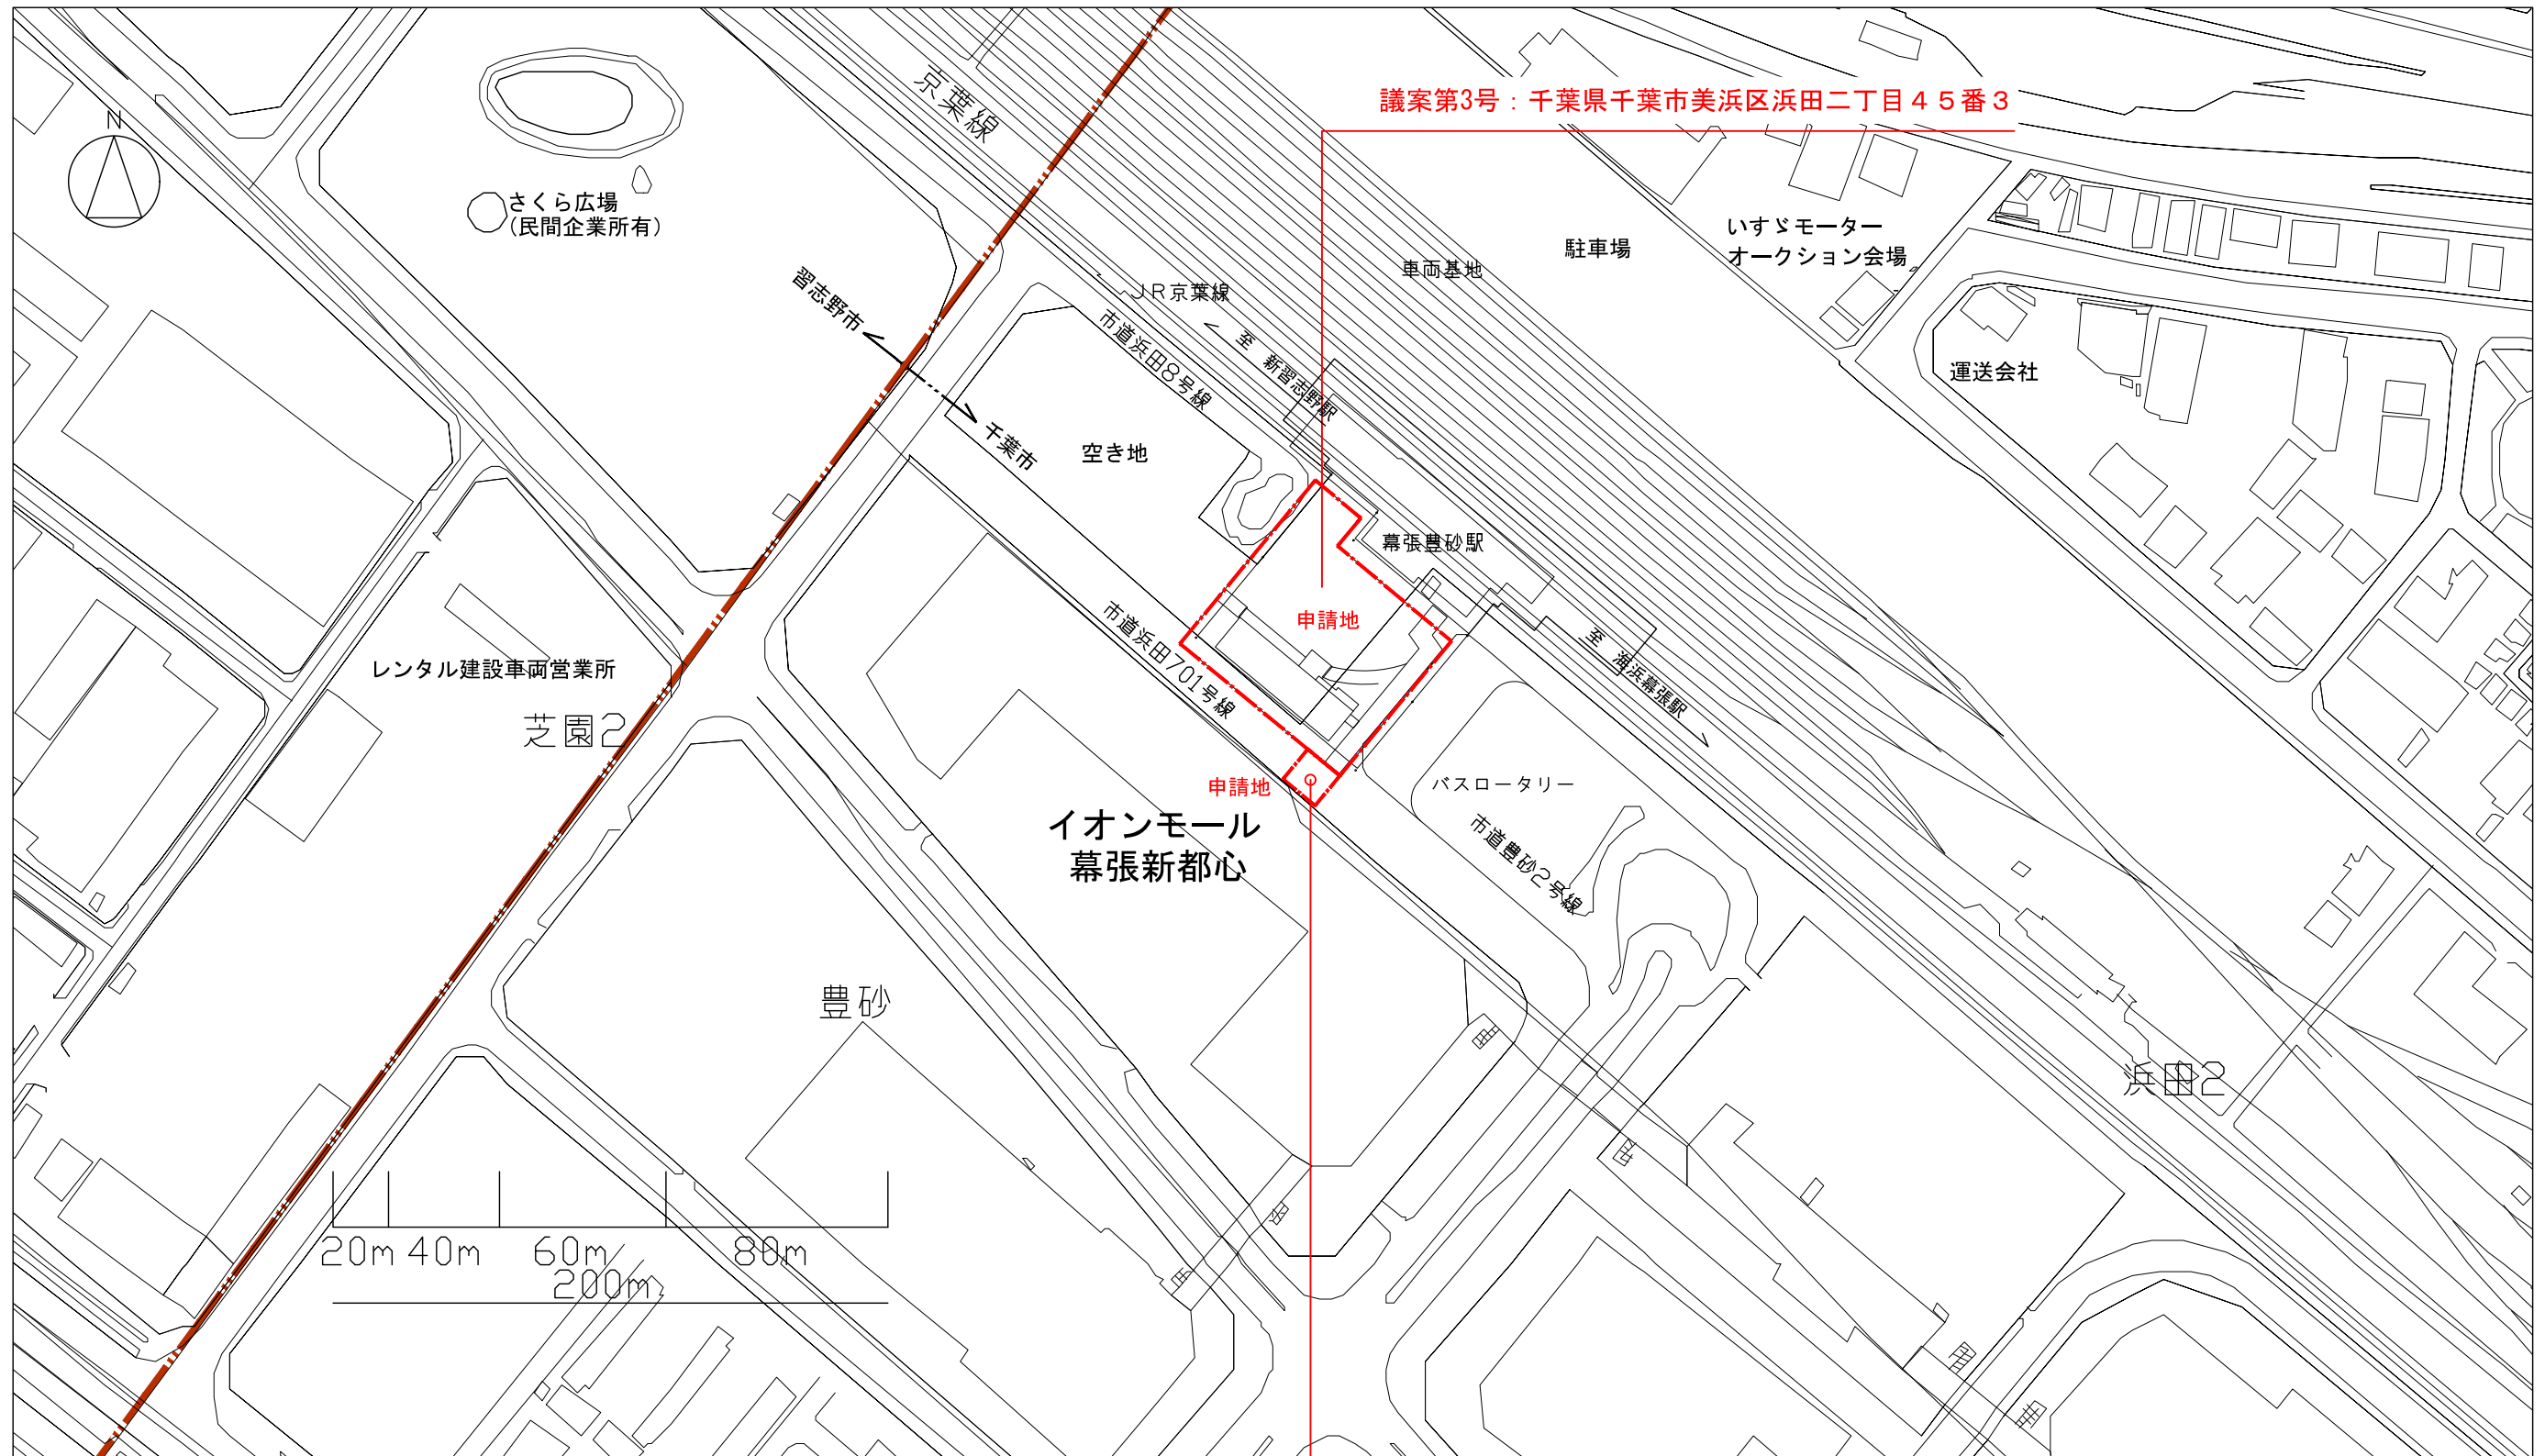 京葉線
議案第3号：千葉県千葉市美浜区浜田二丁目４５番３
N
さくら広場
(民間企業所有)
いすゞモーター
オークション会場
駐車場
車両基地
ＪＲ京葉線
習志野市
市道浜田8号線
至 新習志野駅
運送会社
千葉市
空き地
幕張豊砂駅
申請地
市道浜田701号線
至 海浜幕張駅
レンタル建設車両営業所
芝園2
申請地
バスロータリー
イオンモール
幕張新都心
市道豊砂2号線
豊砂
浜田2
20m 40m 60m 80m
200m